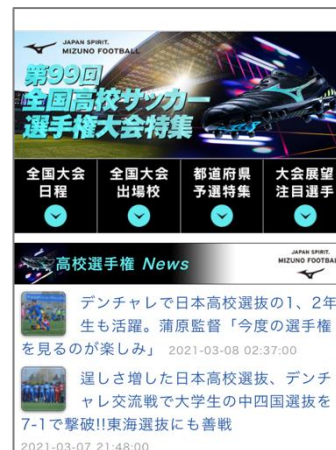 JAPAN SPIRIT.
MIZUNO FOOTBALL
第99回
全国高校サッカー
選手権大会特集
全国大会
日程
全国大会
出場校
都道府県
予選特集
大会展望
注目選手
高校選手権 News
JAPAN SPIRIT.
MIZUNO FOOTBAL
デンチャレで日本高校選抜の1、2年
生も活躍。蒲原監督「今度の選手権
を見るのが楽しみ」 2021-03-08 02:37:00
逞しさ増した日本高校選抜、デンチ
ャレ交流戦で大学生の中四国選抜を
7-1で撃破!!東海選抜にも善戦
2021-03-07 21:48:00